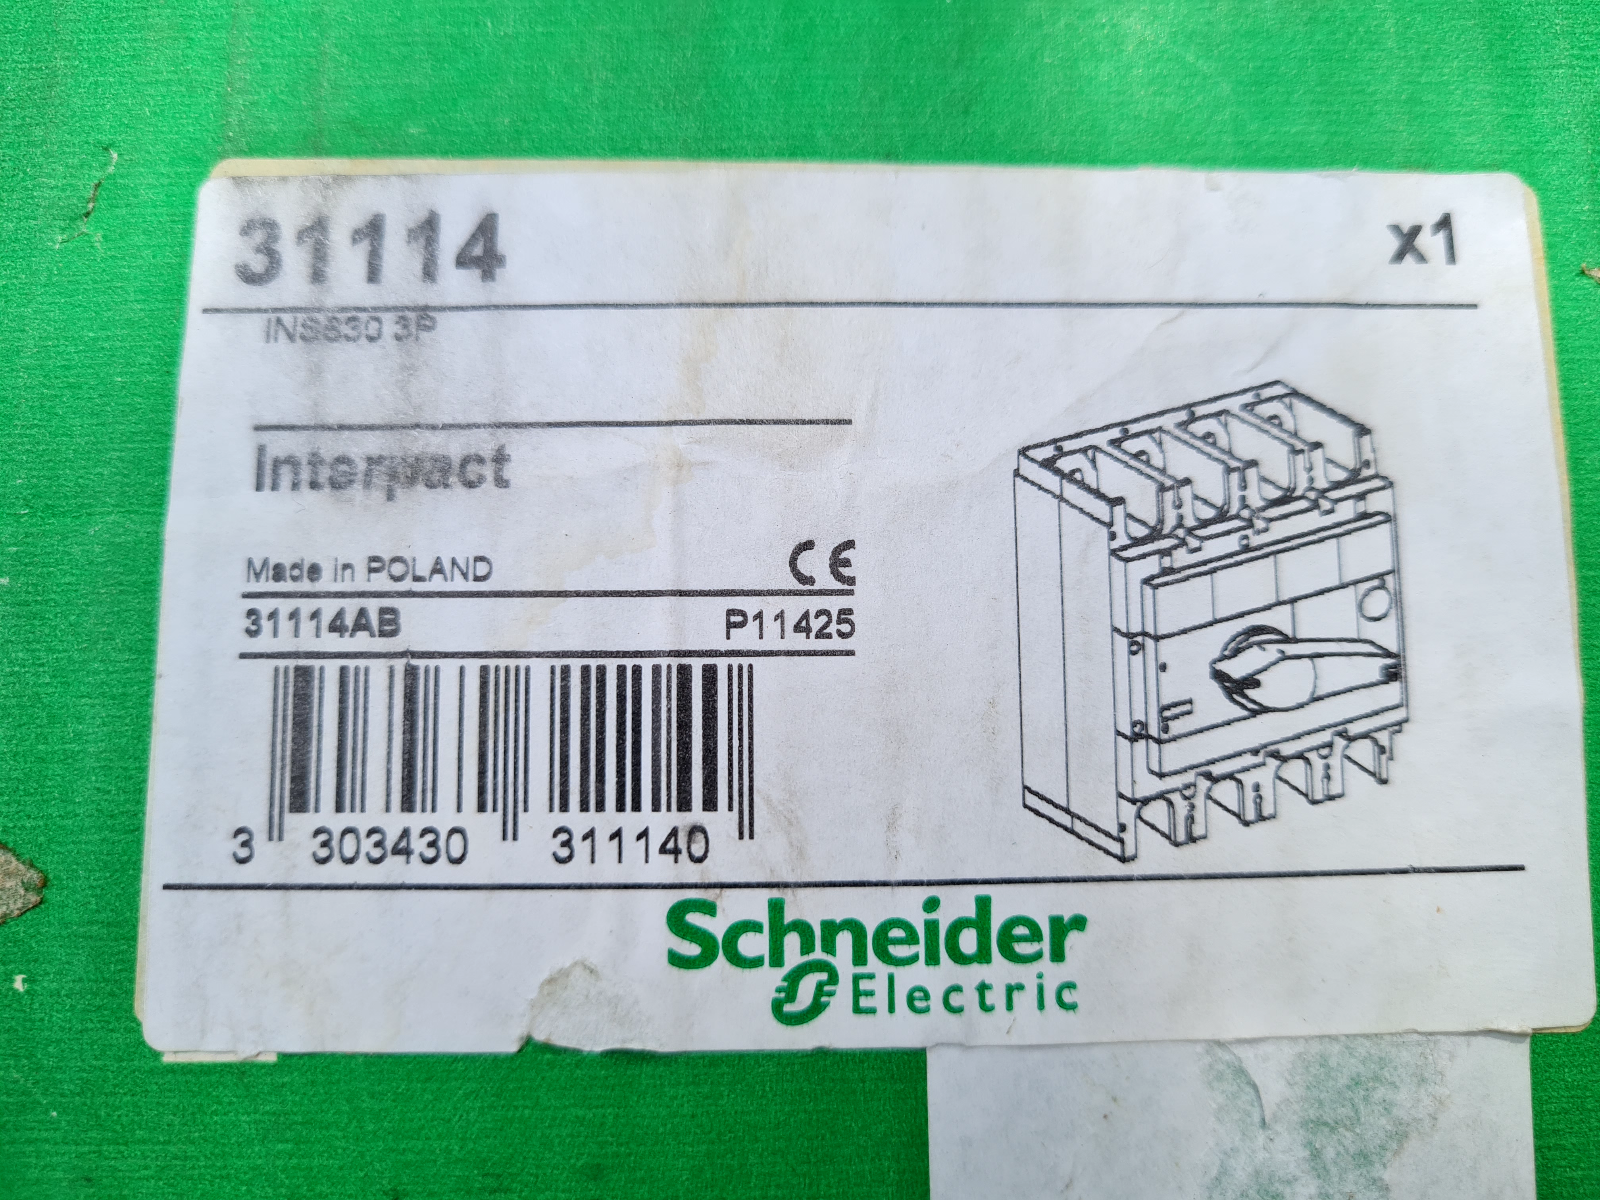 31114
x1
INS630 3P
Interpact
Made in POLAND
CE
31114AB
P11425
3 303430 311140
Schneider
Electric